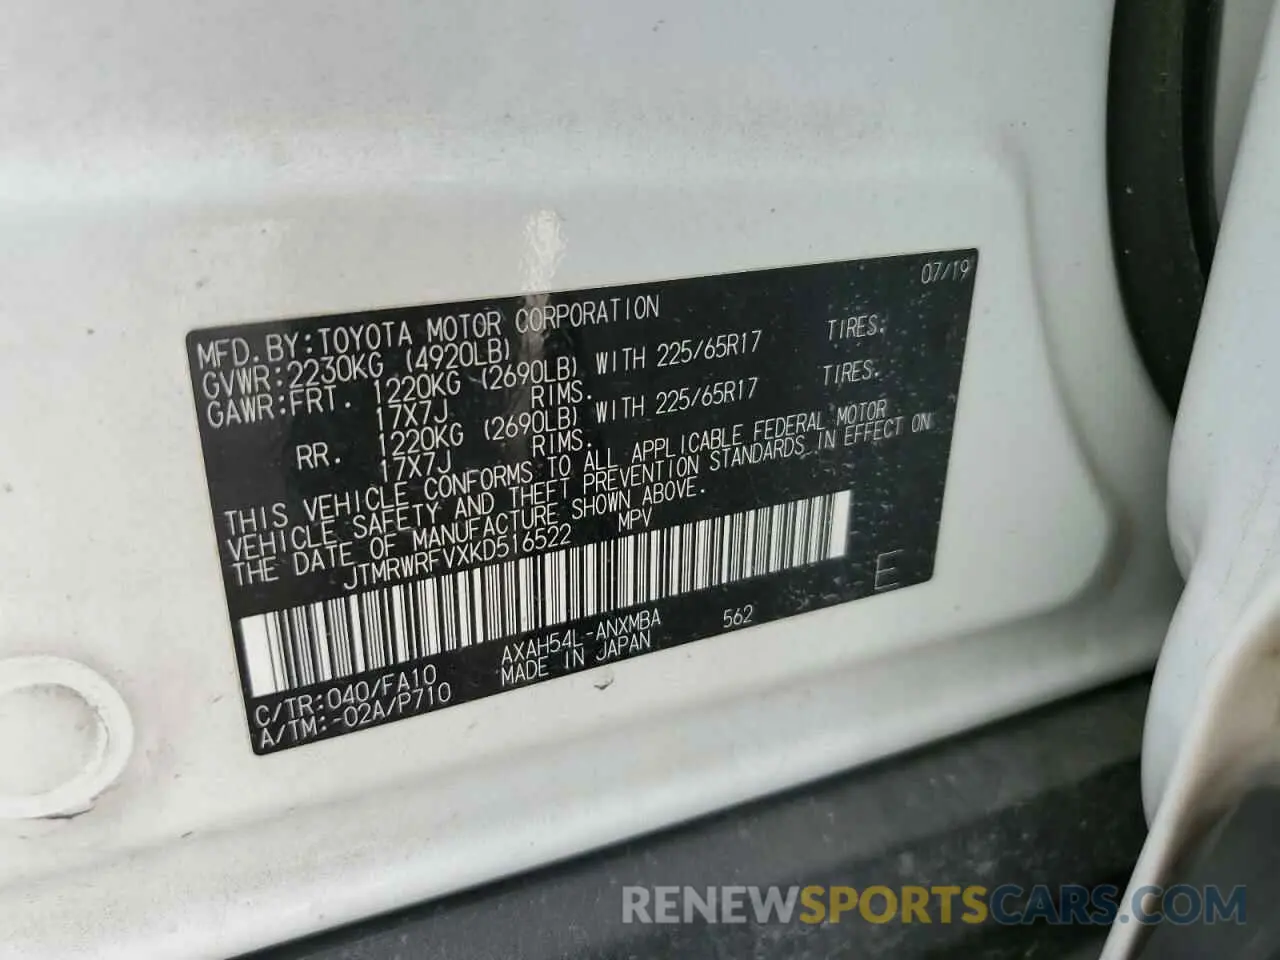 07/19
MFD.BY:TOYOTA MOTOR CORPORATION
GVWR:2230KG (4920LB)
GAWR:FRT. 1220KG (2690LB) WITH 225/65R17 TIRES.
17X7J RIMS.
RR. 1220KG (2690LB) WITH 225/65R17 TIRES.
17X7J RIMS.
THIS VEHICLE CONFORMS TO ALL APPLICABLE FEDERAL MOTOR
VEHICLE SAFETY AND THEFT PREVENTION STANDARDS IN EFFECT ON
THE DATE OF MANUFACTURE SHOWN ABOVE.
JTMRWRFVXKD516522 MPV
E
C/TR:040/FA10 AXAH54L-ANXMBA 562
A/TM:-02A/P710 MADE IN JAPAN
RENEWSPORTSCARS.COM